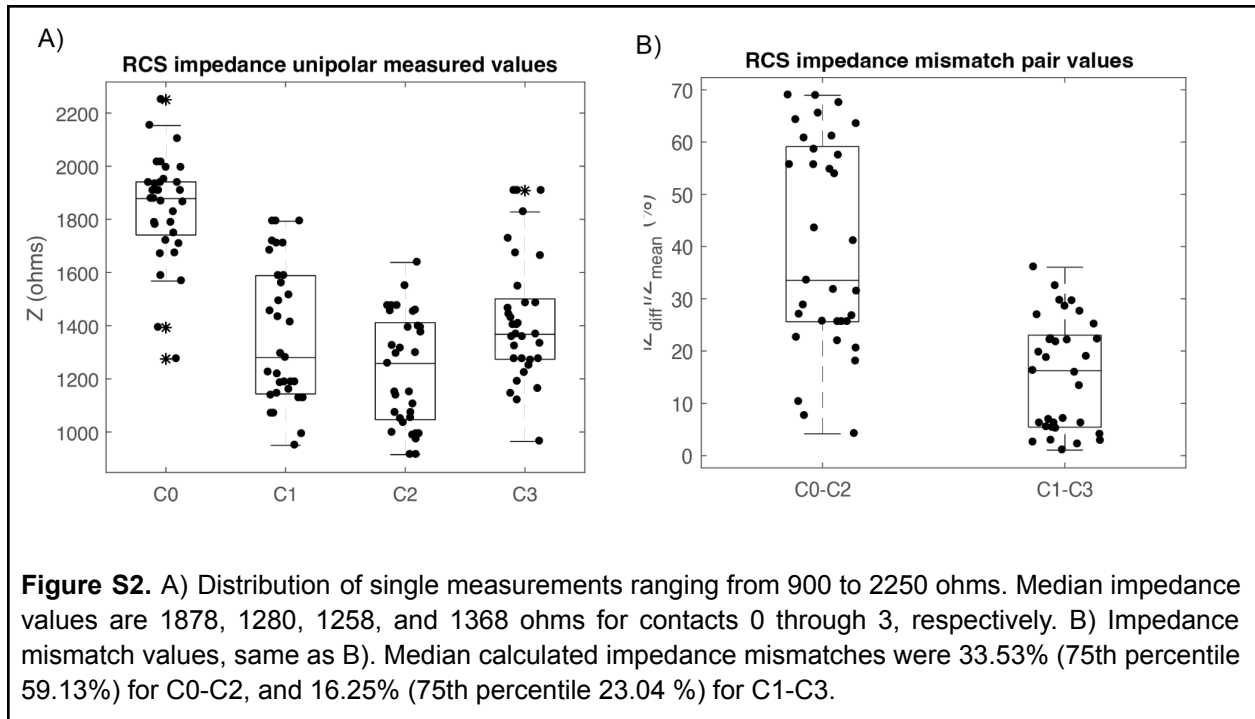 A)
RCS impedance unipolar measured values
2200
2000
1800
1600
1400
1200
1000
Z (ohms)
C0 C1 C2 C3
B)
RCS impedance mismatch pair values
70
60
50
40
30
20
10
0
Z_diff/Z_mean (%)
C0-C2 C1-C3
Figure S2. A) Distribution of single measurements ranging from 900 to 2250 ohms. Median impedance
values are 1878, 1280, 1258, and 1368 ohms for contacts 0 through 3, respectively. B) Impedance
mismatch values, same as B). Median calculated impedance mismatches were 33.53% (75th percentile
59.13%) for C0-C2, and 16.25% (75th percentile 23.04 %) for C1-C3.